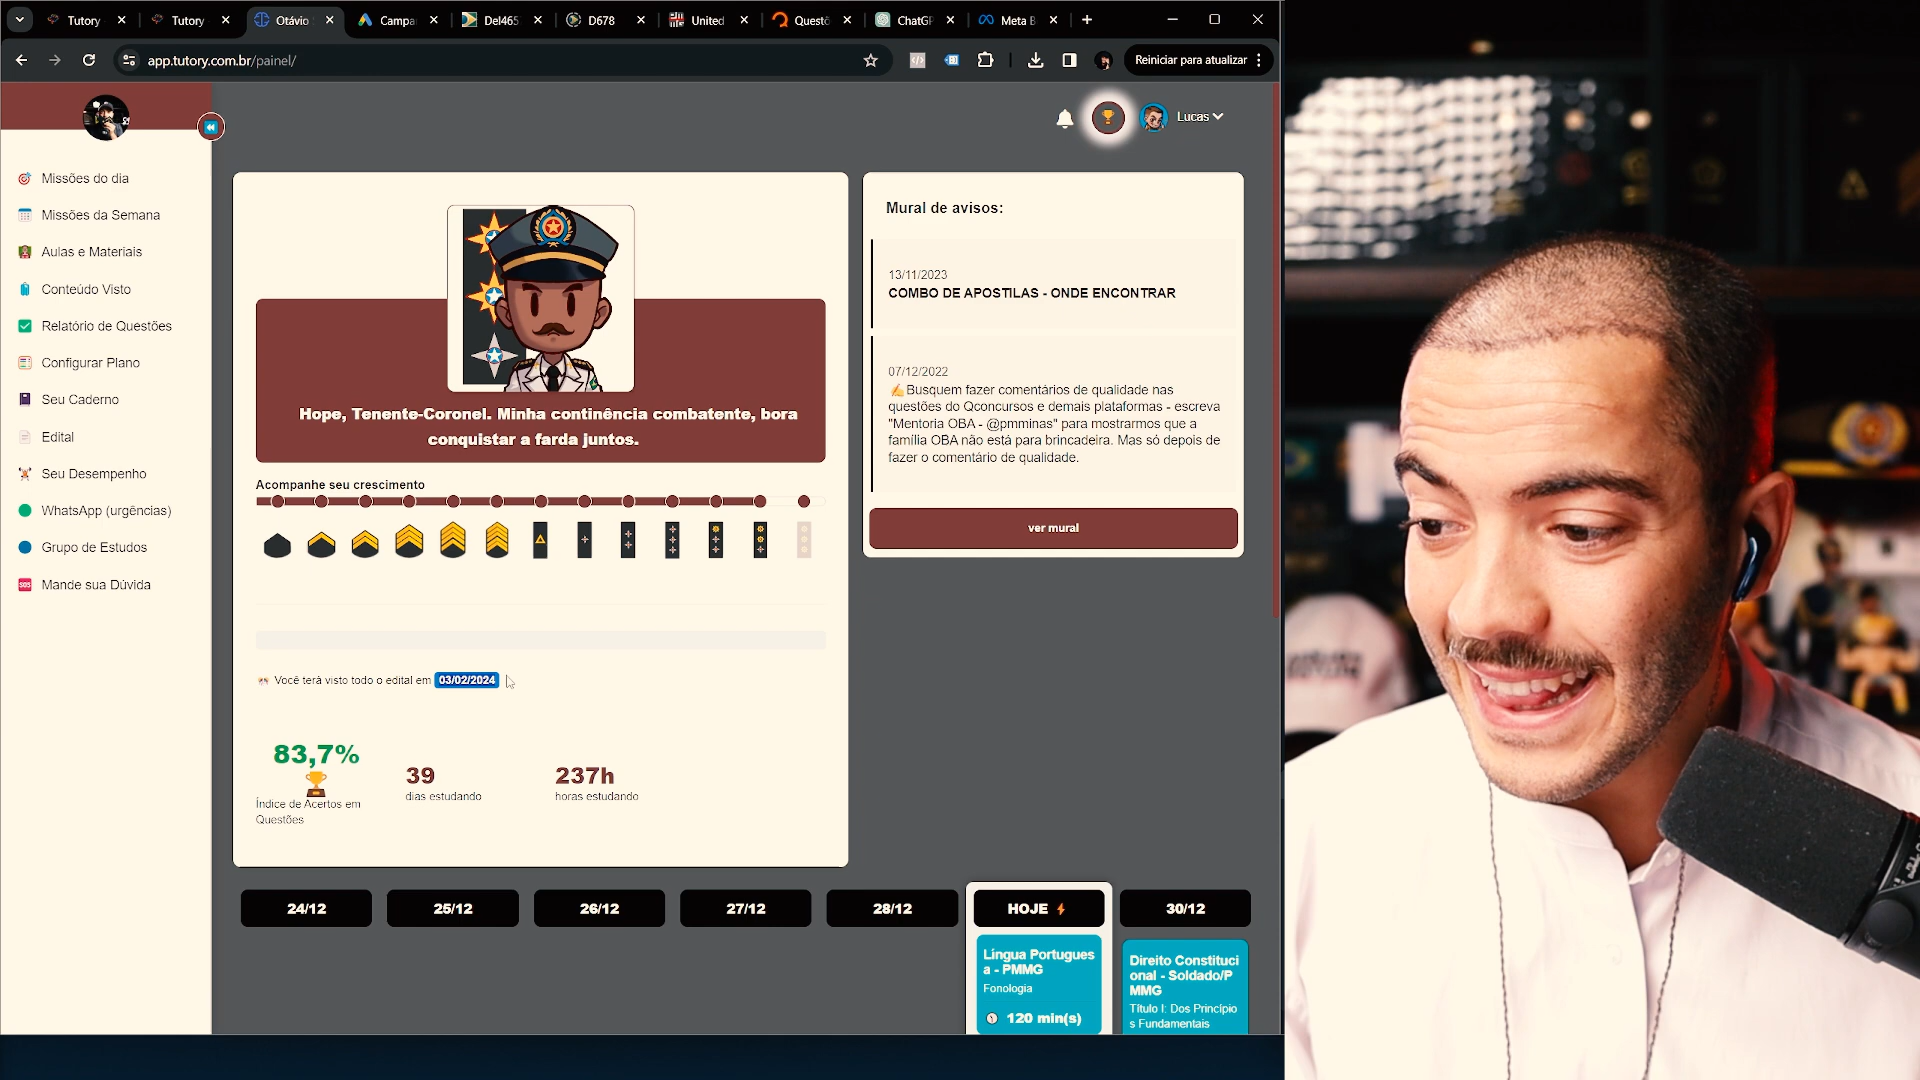 Tutory
Tutory
Otávio
Campa
Del465
D678
United
Questõ
ChatGP
Meta B
app.tutory.com.br/painel/
Reiniciar para atualizar
Lucas
Missões do dia
Missões da Semana
Aulas e Materiais
Conteúdo Visto
Relatório de Questões
Configurar Plano
Seu Caderno
Edital
Seu Desempenho
WhatsApp (urgências)
Grupo de Estudos
SOS
Mande sua Dúvida
Hope, Tenente-Coronel. Minha continência combatente, bora
conquistar a farda juntos.
Acompanhe seu crescimento
Você terá visto todo o edital em 03/02/2024
83,7%
Índice de Acertos em
Questões
39
dias estudando
237h
horas estudando
Mural de avisos:
13/11/2023
COMBO DE APOSTILAS - ONDE ENCONTRAR
07/12/2022
✍Busquem fazer comentários de qualidade nas
questões do Qconcursos e demais plataformas - escreva
"Mentoria OBA - @pmminas" para mostrarmos que a
família OBA não está para brincadeira. Mas só depois de
fazer o comentário de qualidade.
ver mural
24/12
25/12
26/12
27/12
28/12
HOJE
30/12
Língua Portugues
a - PMMG
Fonologia
120 min(s)
Direito Constituci
onal - Soldado/P
MMG
Título I: Dos Princípio
s Fundamentais